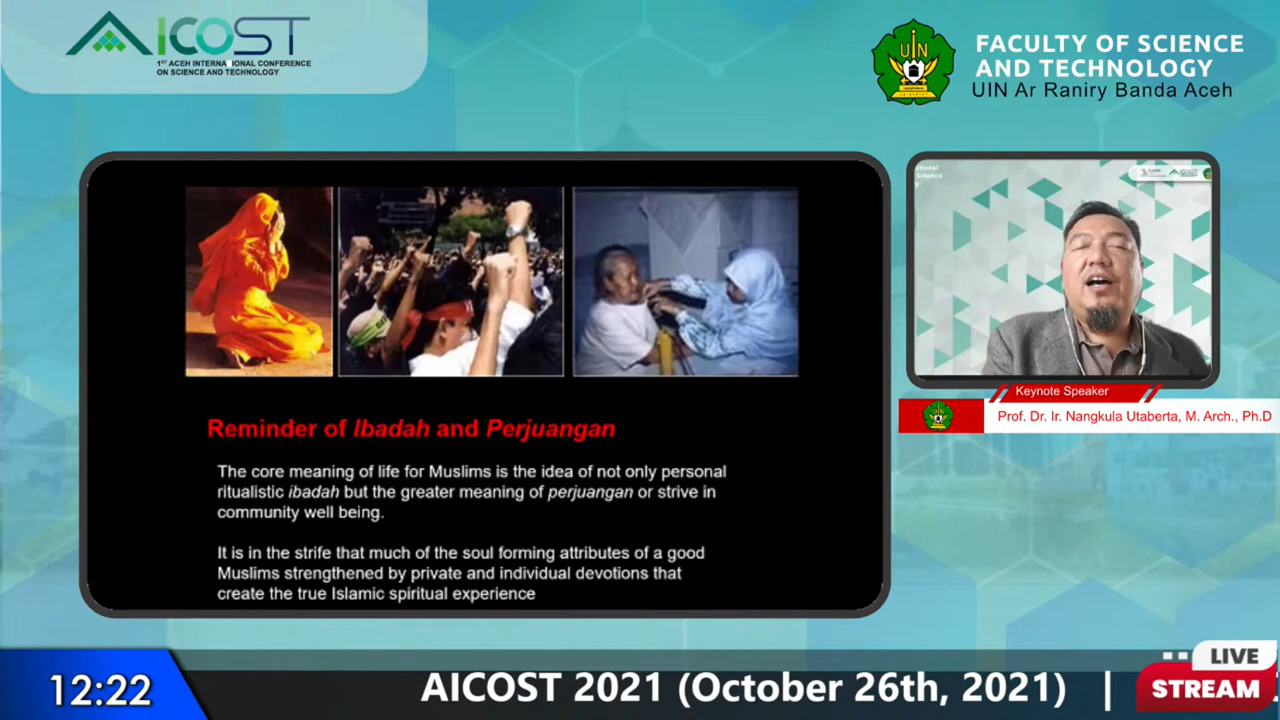 AICOST
1ST ACEH INTERNATIONAL CONFERENCE
ON SCIENCE AND TECHNOLOGY
UIN
FACULTY OF SCIENCE
AND TECHNOLOGY
UIN Ar Raniry Banda Aceh
Science
AICOST
Reminder of Ibadah and Perjuangan
The core meaning of life for Muslims is the idea of not only personal
ritualistic ibadah but the greater meaning of perjuangan or strive in
community well being.
It is in the strife that much of the soul forming attributes of a good
Muslims strengthened by private and individual devotions that
create the true Islamic spiritual experience
Keynote Speaker
Prof. Dr. Ir. Nangkula Utaberta, M. Arch., Ph.D
12:22
AICOST 2021 (October 26th, 2021) |
LIVE
STREAM